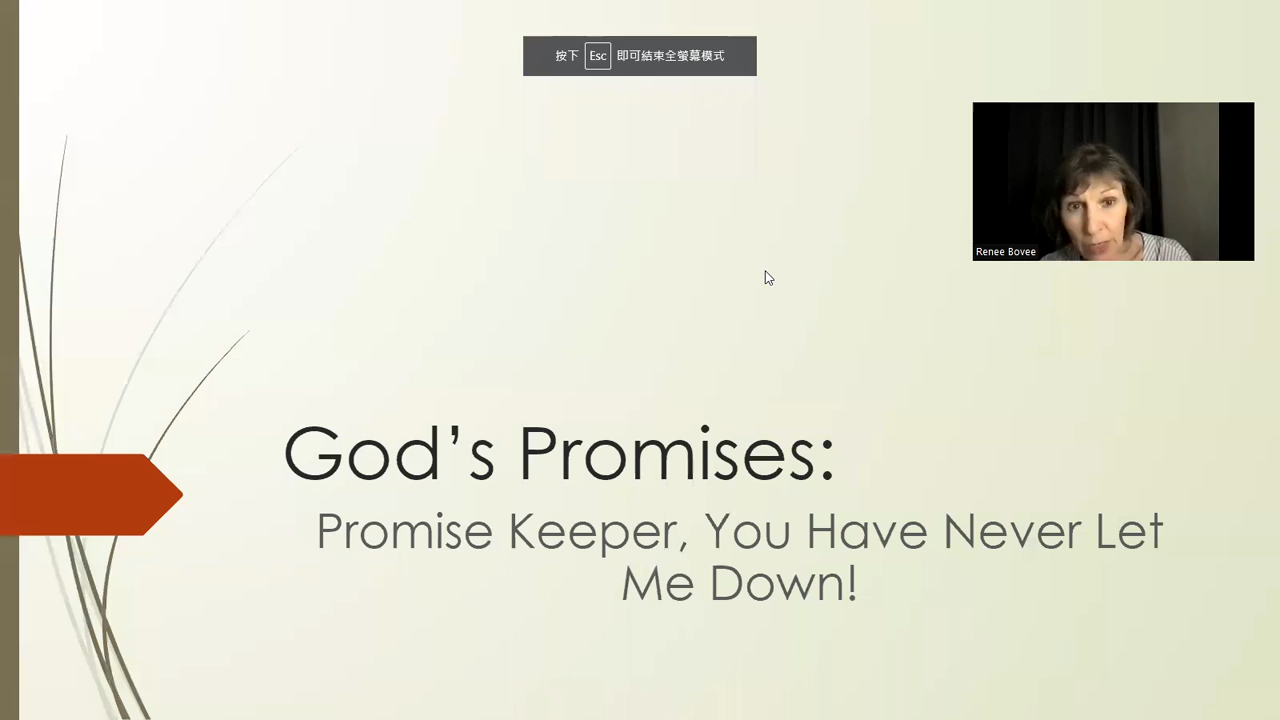 按下 Esc 即可結束全螢幕模式
Renee Bovee
God’s Promises:
Promise Keeper, You Have Never Let
Me Down!